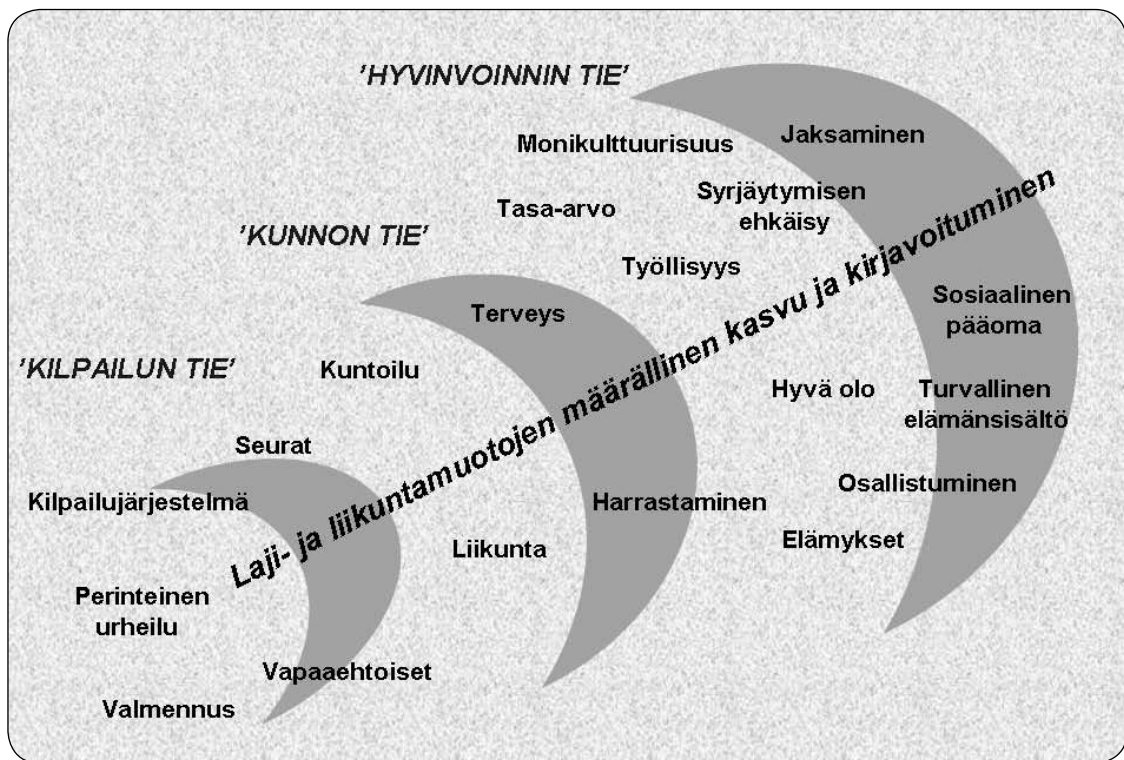 'HYVINVOINNIN TIE'
Jaksaminen
Monikulttuurisuus
Syrjäytymisen
ehkäisy
Tasa-arvo
'KUNNON TIE'
Työllisyys
Laji- ja liikuntamuotojen määrällinen kasvu ja kirjavoituminen
Sosiaalinen
pääoma
Terveys
'KILPAILUN TIE'
Kuntoilu
Hyvä olo
Turvallinen
elämänsisältö
Seurat
Kilpailujärjestelmä
Harrastaminen
Osallistuminen
Liikunta
Elämykset
Perinteinen
urheilu
Vapaaehtoiset
Valmennus